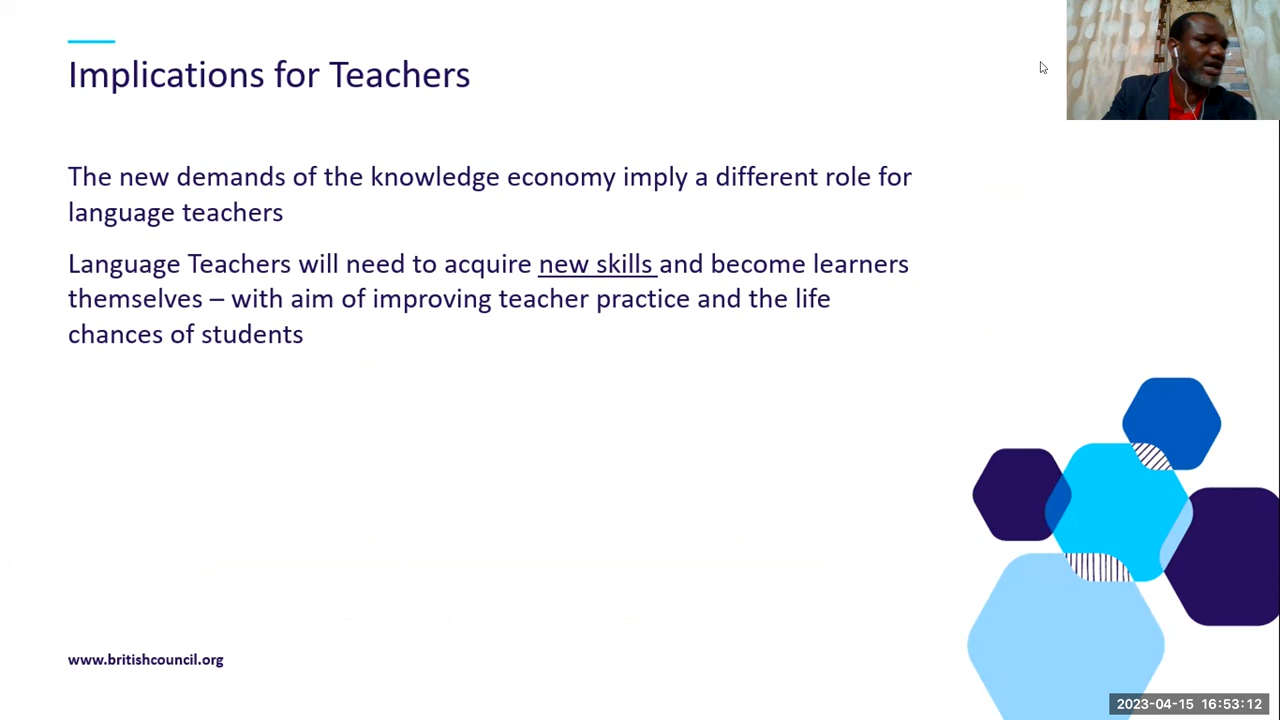 Implications for Teachers
The new demands of the knowledge economy imply a different role for
language teachers
Language Teachers will need to acquire new skills and become learners
themselves – with aim of improving teacher practice and the life
chances of students
www.britishcouncil.org
2023-04-15 16:53:12